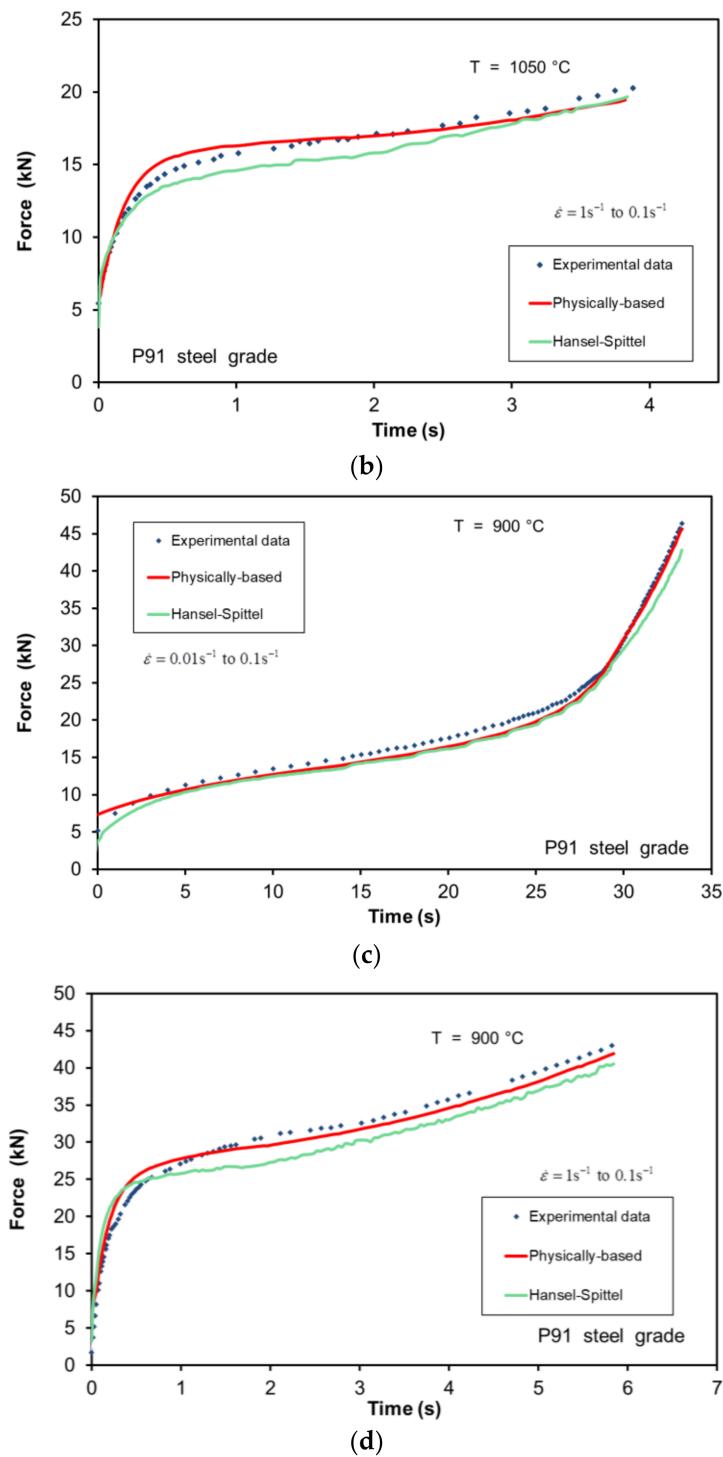 25
20
15
10
5
0
Force (kN)
T = 1050 °C
ε̇ = 1s⁻¹ to 0.1s⁻¹
Experimental data
Physically-based
Hansel-Spittel
P91 steel grade
0 1 2 3 4
Time (s)
(b)
50
45
40
35
30
25
20
15
10
5
0
Force (kN)
T = 900 °C
Experimental data
Physically-based
Hansel-Spittel
ε̇ = 0.01s⁻¹ to 0.1s⁻¹
P91 steel grade
0 5 10 15 20 25 30 35
Time (s)
(c)
50
45
40
35
30
25
20
15
10
5
0
Force (kN)
T = 900 °C
ε̇ = 1s⁻¹ to 0.1s⁻¹
Experimental data
Physically-based
Hansel-Spittel
P91 steel grade
0 1 2 3 4 5 6 7
Time (s)
(d)